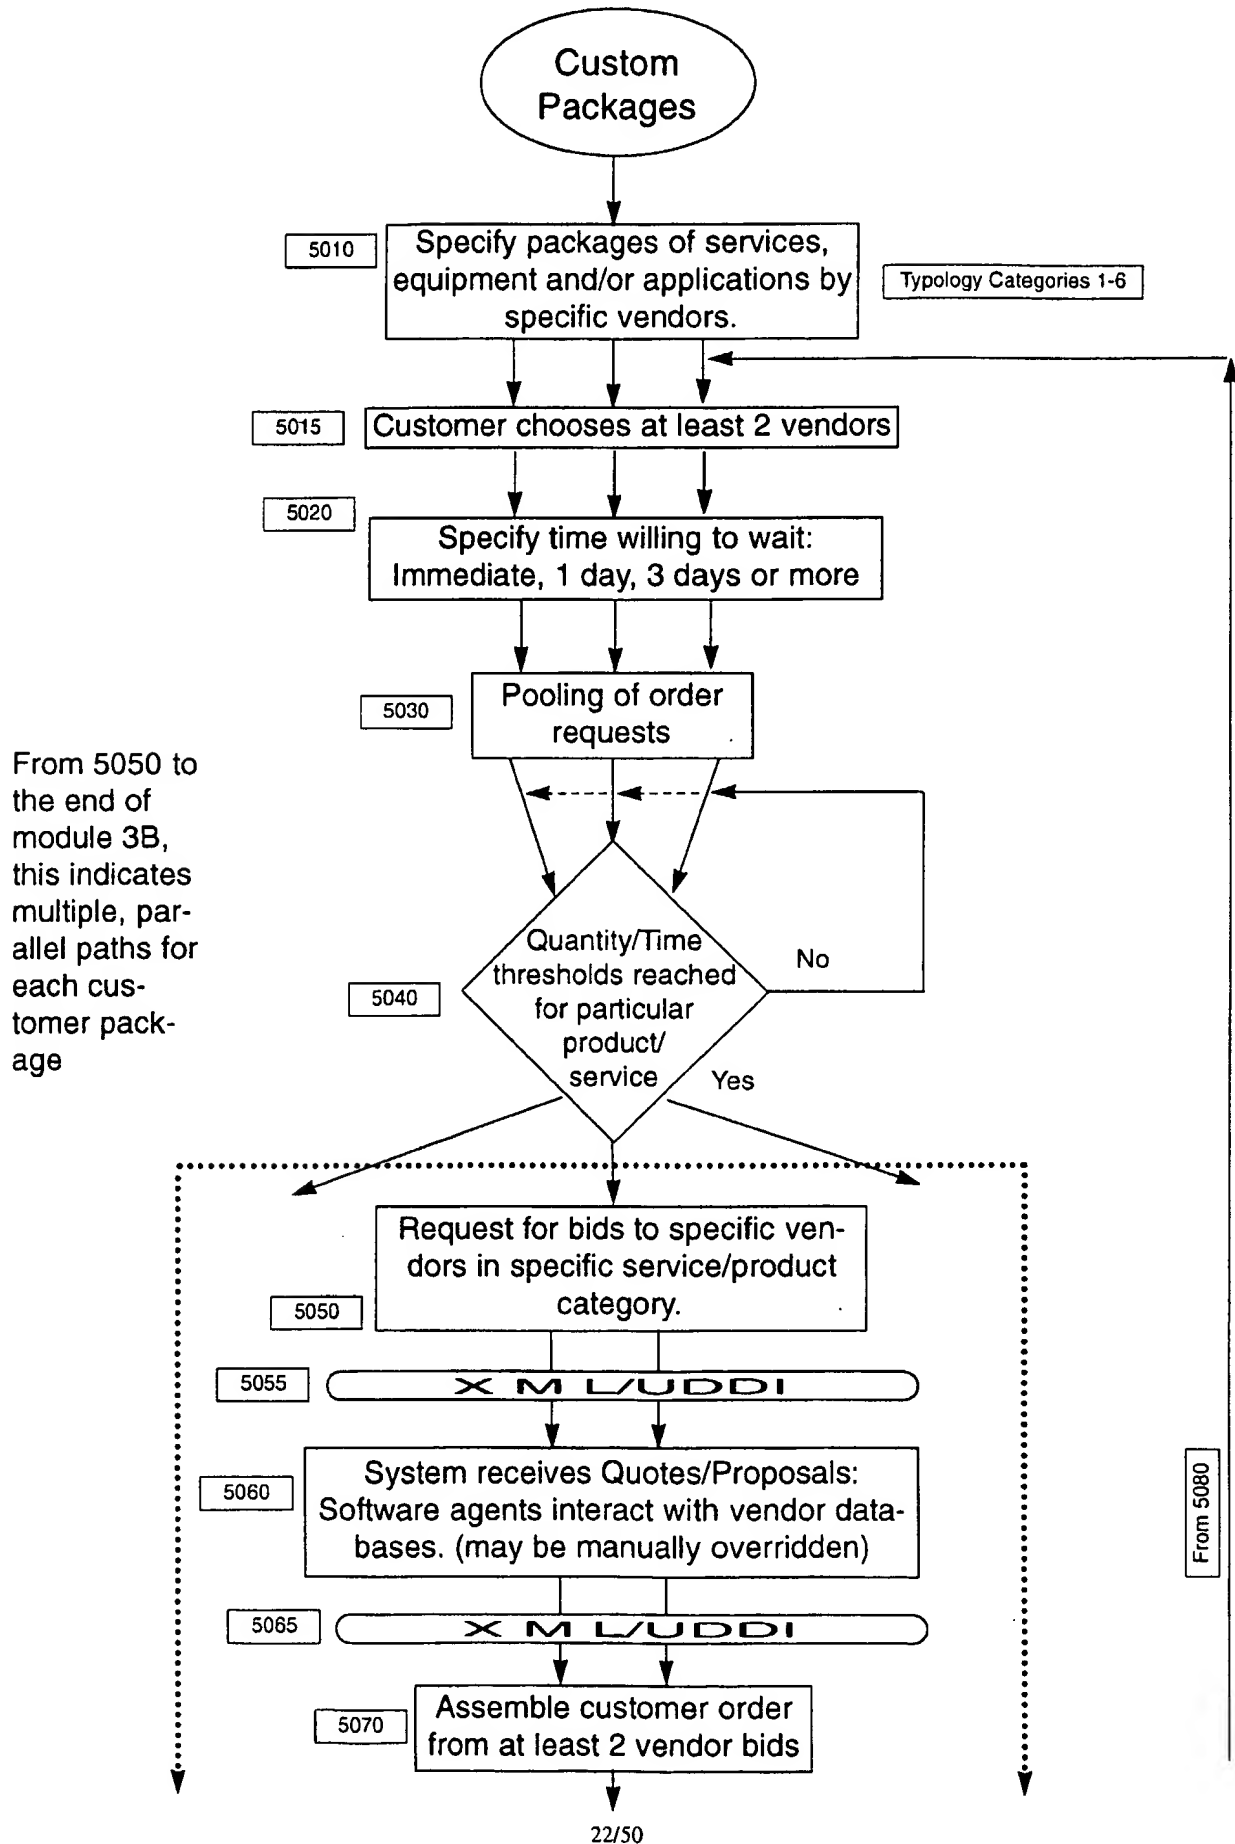 Custom
Packages
5010
Specify packages of services,
equipment and/or applications by
specific vendors.
Typology Categories 1-6
5015
Customer chooses at least 2 vendors
5020
Specify time willing to wait:
Immediate, 1 day, 3 days or more
5030
Pooling of order
requests
From 5050 to
the end of
module 3B,
this indicates
multiple, par-
allel paths for
each cus-
tomer pack-
age
5040
Quantity/Time
thresholds reached
for particular
product/
service
No
Yes
Request for bids to specific ven-
dors in specific service/product
category.
5050
5055
X M L/UDDI
5060
System receives Quotes/Proposals:
Software agents interact with vendor data-
bases. (may be manually overridden)
From 5080
5065
X M L/UDDI
5070
Assemble customer order
from at least 2 vendor bids
22/50